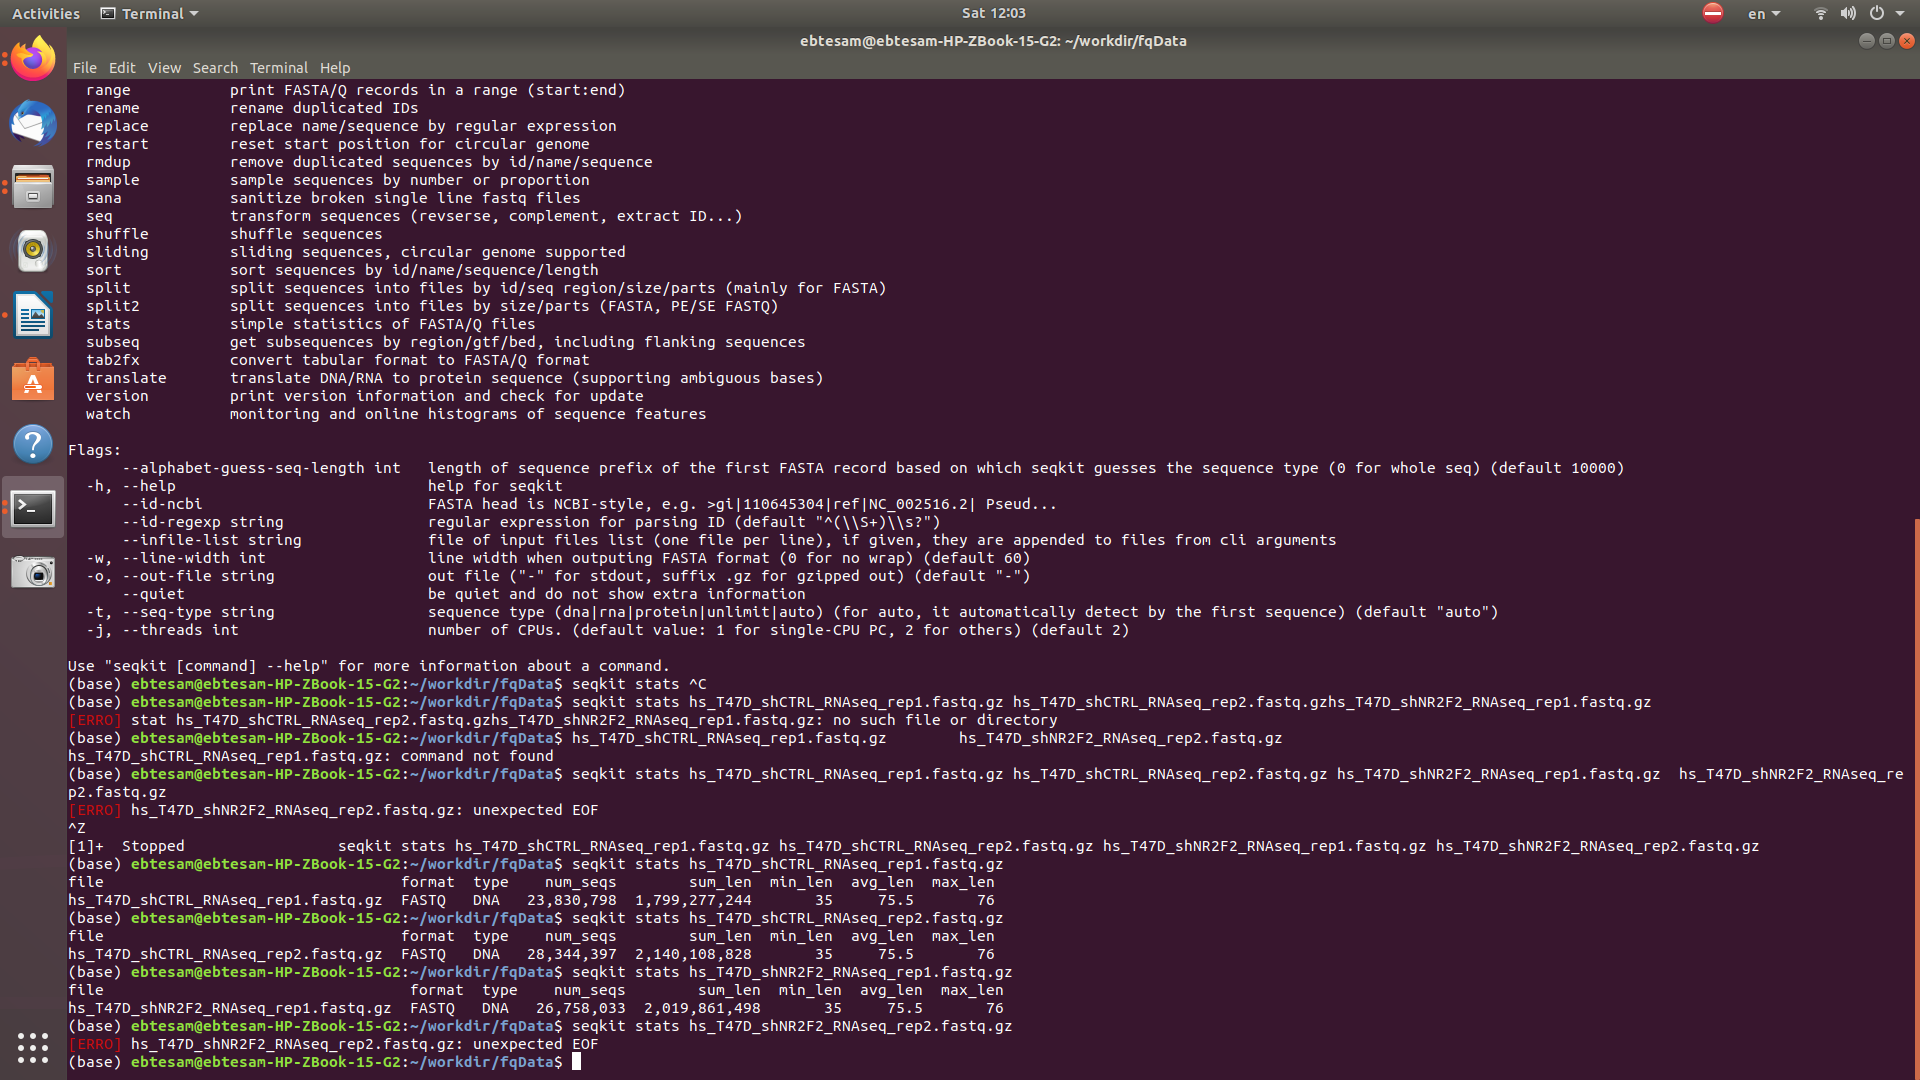 Activities Terminal Sat 12:03 en
ebtesam@ebtesam-HP-ZBook-15-G2: ~/workdir/fqData
File Edit View Search Terminal Help
range           print FASTA/Q records in a range (start:end)
rename          rename duplicated IDs
replace         replace name/sequence by regular expression
restart         reset start position for circular genome
rmdup           remove duplicated sequences by id/name/sequence
sample          sample sequences by number or proportion
sana            sanitize broken single line fastq files
seq             transform sequences (revserse, complement, extract ID...)
shuffle         shuffle sequences
sliding         sliding sequences, circular genome supported
sort            sort sequences by id/name/sequence/length
split           split sequences into files by id/seq region/size/parts (mainly for FASTA)
split2          split sequences into files by size/parts (FASTA, PE/SE FASTQ)
stats           simple statistics of FASTA/Q files
subseq          get subsequences by region/gtf/bed, including flanking sequences
tab2fx          convert tabular format to FASTA/Q format
translate       translate DNA/RNA to protein sequence (supporting ambiguous bases)
version         print version information and check for update
watch           monitoring and online histograms of sequence features
Flags:
--alphabet-guess-seq-length int   length of sequence prefix of the first FASTA record based on which seqkit guesses the sequence type (0 for whole seq) (default 10000)
-h, --help                            help for seqkit
--id-ncbi                         FASTA head is NCBI-style, e.g. >gi|110645304|ref|NC_002516.2| Pseud...
--id-regexp string                regular expression for parsing ID (default "^(\\S+)\\s?")
--infile-list string              file of input files list (one file per line), if given, they are appended to files from cli arguments
-w, --line-width int                  line width when outputing FASTA format (0 for no wrap) (default 60)
-o, --out-file string                 out file ("-" for stdout, suffix .gz for gzipped out) (default "-")
--quiet                           be quiet and do not show extra information
-t, --seq-type string                 sequence type (dna|rna|protein|unlimit|auto) (for auto, it automatically detect by the first sequence) (default "auto")
-j, --threads int                     number of CPUs. (default value: 1 for single-CPU PC, 2 for others) (default 2)
Use "seqkit [command] --help" for more information about a command.
(base) ebtesam@ebtesam-HP-ZBook-15-G2:~/workdir/fqData$ seqkit stats ^C
(base) ebtesam@ebtesam-HP-ZBook-15-G2:~/workdir/fqData$ seqkit stats hs_T47D_shCTRL_RNAseq_rep1.fastq.gz hs_T47D_shCTRL_RNAseq_rep2.fastq.gzhs_T47D_shNR2F2_RNAseq_rep1.fastq.gz
[ERRO] stat hs_T47D_shCTRL_RNAseq_rep2.fastq.gzhs_T47D_shNR2F2_RNAseq_rep1.fastq.gz: no such file or directory
(base) ebtesam@ebtesam-HP-ZBook-15-G2:~/workdir/fqData$ hs_T47D_shCTRL_RNAseq_rep1.fastq.gz        hs_T47D_shNR2F2_RNAseq_rep2.fastq.gz
hs_T47D_shCTRL_RNAseq_rep1.fastq.gz: command not found
(base) ebtesam@ebtesam-HP-ZBook-15-G2:~/workdir/fqData$ seqkit stats hs_T47D_shCTRL_RNAseq_rep1.fastq.gz hs_T47D_shCTRL_RNAseq_rep2.fastq.gz hs_T47D_shNR2F2_RNAseq_rep1.fastq.gz  hs_T47D_shNR2F2_RNAseq_re
p2.fastq.gz
[ERRO] hs_T47D_shNR2F2_RNAseq_rep2.fastq.gz: unexpected EOF
^Z
[1]+  Stopped                 seqkit stats hs_T47D_shCTRL_RNAseq_rep1.fastq.gz hs_T47D_shCTRL_RNAseq_rep2.fastq.gz hs_T47D_shNR2F2_RNAseq_rep1.fastq.gz hs_T47D_shNR2F2_RNAseq_rep2.fastq.gz
(base) ebtesam@ebtesam-HP-ZBook-15-G2:~/workdir/fqData$ seqkit stats hs_T47D_shCTRL_RNAseq_rep1.fastq.gz
file                                 format  type    num_seqs        sum_len  min_len  avg_len  max_len
hs_T47D_shCTRL_RNAseq_rep1.fastq.gz  FASTQ   DNA   23,830,798  1,799,277,244       35     75.5       76
(base) ebtesam@ebtesam-HP-ZBook-15-G2:~/workdir/fqData$ seqkit stats hs_T47D_shCTRL_RNAseq_rep2.fastq.gz
file                                 format  type    num_seqs        sum_len  min_len  avg_len  max_len
hs_T47D_shCTRL_RNAseq_rep2.fastq.gz  FASTQ   DNA   28,344,397  2,140,108,828       35     75.5       76
(base) ebtesam@ebtesam-HP-ZBook-15-G2:~/workdir/fqData$ seqkit stats hs_T47D_shNR2F2_RNAseq_rep1.fastq.gz
file                                  format  type    num_seqs        sum_len  min_len  avg_len  max_len
hs_T47D_shNR2F2_RNAseq_rep1.fastq.gz  FASTQ   DNA   26,758,033  2,019,861,498       35     75.5       76
(base) ebtesam@ebtesam-HP-ZBook-15-G2:~/workdir/fqData$ seqkit stats hs_T47D_shNR2F2_RNAseq_rep2.fastq.gz
[ERRO] hs_T47D_shNR2F2_RNAseq_rep2.fastq.gz: unexpected EOF
(base) ebtesam@ebtesam-HP-ZBook-15-G2:~/workdir/fqData$